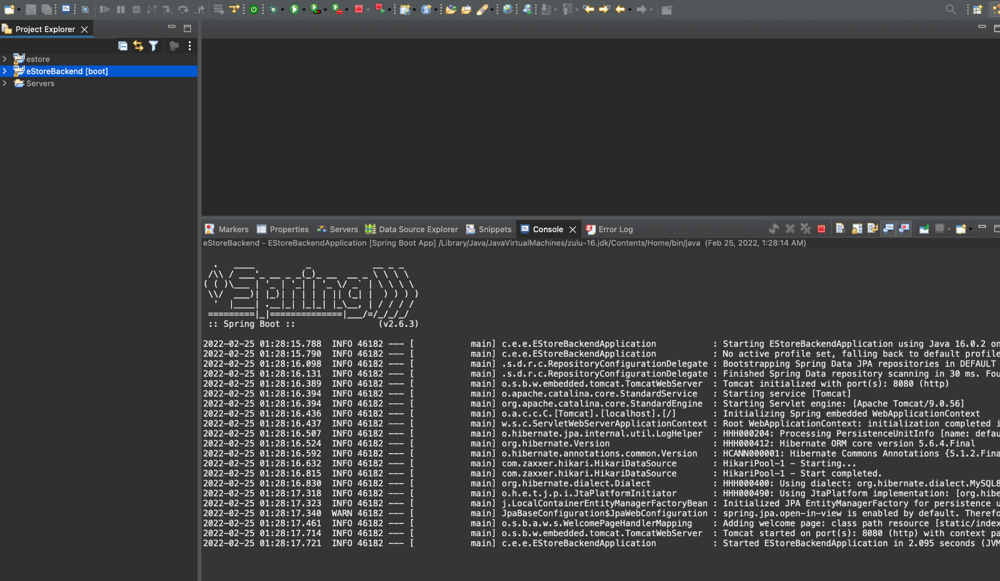 Project Explorer
estore
eStoreBackend [boot]
Servers
Markers Properties Servers Data Source Explorer Snippets Console Error Log
eStoreBackend - EStoreBackendApplication [Spring Boot App] /Library/Java/JavaVirtualMachines/zulu-16.jdk/Contents/Home/bin/java (Feb 25, 2022, 1:28:14 AM)
Spring
:: Spring Boot :: (v2.6.3)
2022-02-25 01:28:15.788 INFO 46182 --- [ main] c.e.e.EStoreBackendApplication : Starting EStoreBackendApplication using Java 16.0.2 on
2022-02-25 01:28:15.790 INFO 46182 --- [ main] c.e.e.EStoreBackendApplication : No active profile set, falling back to default profile
2022-02-25 01:28:16.098 INFO 46182 --- [ main] .s.d.r.c.RepositoryConfigurationDelegate : Bootstrapping Spring Data JPA repositories in DEFAULT
2022-02-25 01:28:16.131 INFO 46182 --- [ main] .s.d.r.c.RepositoryConfigurationDelegate : Finished Spring Data repository scanning in 30 ms. Fou
2022-02-25 01:28:16.389 INFO 46182 --- [ main] o.s.b.w.embedded.tomcat.TomcatWebServer : Tomcat initialized with port(s): 8080 (http)
2022-02-25 01:28:16.394 INFO 46182 --- [ main] o.apache.catalina.core.StandardService : Starting service [Tomcat]
2022-02-25 01:28:16.394 INFO 46182 --- [ main] org.apache.catalina.core.StandardEngine : Starting Servlet engine: [Apache Tomcat/9.0.56]
2022-02-25 01:28:16.436 INFO 46182 --- [ main] o.a.c.c.C.[Tomcat].[localhost].[/] : Initializing Spring embedded WebApplicationContext
2022-02-25 01:28:16.437 INFO 46182 --- [ main] w.s.c.ServletWebServerApplicationContext : Root WebApplicationContext: initialization completed i
2022-02-25 01:28:16.507 INFO 46182 --- [ main] o.hibernate.jpa.internal.util.LogHelper : HHH000204: Processing PersistenceUnitInfo [name: defau
2022-02-25 01:28:16.524 INFO 46182 --- [ main] org.hibernate.Version : HHH000412: Hibernate ORM core version 5.6.4.Final
2022-02-25 01:28:16.592 INFO 46182 --- [ main] o.hibernate.annotations.common.Version : HCANN000001: Hibernate Commons Annotations {5.1.2.Fina
2022-02-25 01:28:16.632 INFO 46182 --- [ main] com.zaxxer.hikari.HikariDataSource : HikariPool-1 - Starting...
2022-02-25 01:28:16.815 INFO 46182 --- [ main] com.zaxxer.hikari.HikariDataSource : HikariPool-1 - Start completed.
2022-02-25 01:28:16.830 INFO 46182 --- [ main] org.hibernate.dialect.Dialect : HHH000400: Using dialect: org.hibernate.dialect.MySQL8
2022-02-25 01:28:17.318 INFO 46182 --- [ main] o.h.e.t.j.p.i.JtaPlatformInitiator : HHH000490: Using JtaPlatform implementation: [org.hibe
2022-02-25 01:28:17.323 INFO 46182 --- [ main] j.LocalContainerEntityManagerFactoryBean : Initialized JPA EntityManagerFactory for persistence u
2022-02-25 01:28:17.340 WARN 46182 --- [ main] JpaBaseConfiguration$JpaWebConfiguration : spring.jpa.open-in-view is enabled by default. Therefo
2022-02-25 01:28:17.461 INFO 46182 --- [ main] o.s.b.a.w.s.WelcomePageHandlerMapping : Adding welcome page: class path resource [static/index
2022-02-25 01:28:17.714 INFO 46182 --- [ main] o.s.b.w.embedded.tomcat.TomcatWebServer : Tomcat started on port(s): 8080 (http) with context pa
2022-02-25 01:28:17.721 INFO 46182 --- [ main] c.e.e.EStoreBackendApplication : Started EStoreBackendApplication in 2.095 seconds (JVM